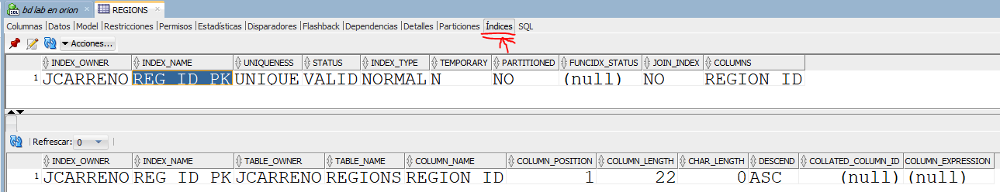 bd lab en orion REGIONS
Columnas Datos Model Restricciones Permisos Estadísticas Disparadores Flashback Dependencias Detalles Particiones Índices SQL
Acciones...
INDEX_OWNER INDEX_NAME UNIQUENESS STATUS INDEX_TYPE TEMPORARY PARTITIONED FUNCIDX_STATUS JOIN_INDEX COLUMNS
1 JCARRENO REG_ID_PK UNIQUE VALID NORMAL N NO (null) NO REGION_ID
Refrescar: 0
INDEX_OWNER INDEX_NAME TABLE_OWNER TABLE_NAME COLUMN_NAME COLUMN_POSITION COLUMN_LENGTH CHAR_LENGTH DESCEND COLLATED_COLUMN_ID COLUMN_EXPRESSION
1 JCARRENO REG_ID_PK JCARRENO REGIONS REGION_ID 1 22 0 ASC (null) (null)